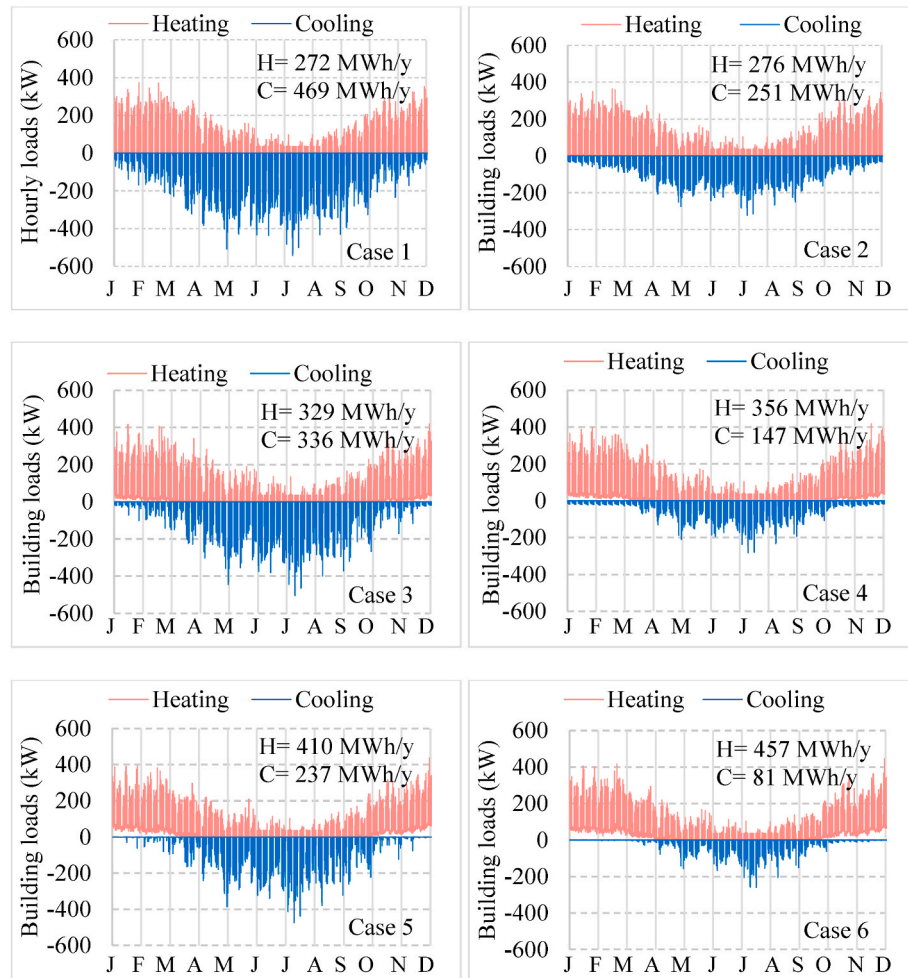 Heating Cooling
600
400
200
0
-200
-400
-600
Hourly loads (kW)
H= 272 MWh/y
C= 469 MWh/y
Case 1
J F M A M J J A S O N D
Heating Cooling
600
400
200
0
-200
-400
-600
Building loads (kW)
H= 276 MWh/y
C= 251 MWh/y
Case 2
J F M A M J J A S O N D
Heating Cooling
600
400
200
0
-200
-400
-600
Building loads (kW)
H= 329 MWh/y
C= 336 MWh/y
Case 3
J F M A M J J A S O N D
Heating Cooling
600
400
200
0
-200
-400
-600
Building loads (kW)
H= 356 MWh/y
C= 147 MWh/y
Case 4
J F M A M J J A S O N D
Heating Cooling
600
400
200
0
-200
-400
-600
Building loads (kW)
H= 410 MWh/y
C= 237 MWh/y
Case 5
J F M A M J J A S O N D
Heating Cooling
600
400
200
0
-200
-400
-600
Building loads (kW)
H= 457 MWh/y
C= 81 MWh/y
Case 6
J F M A M J J A S O N D